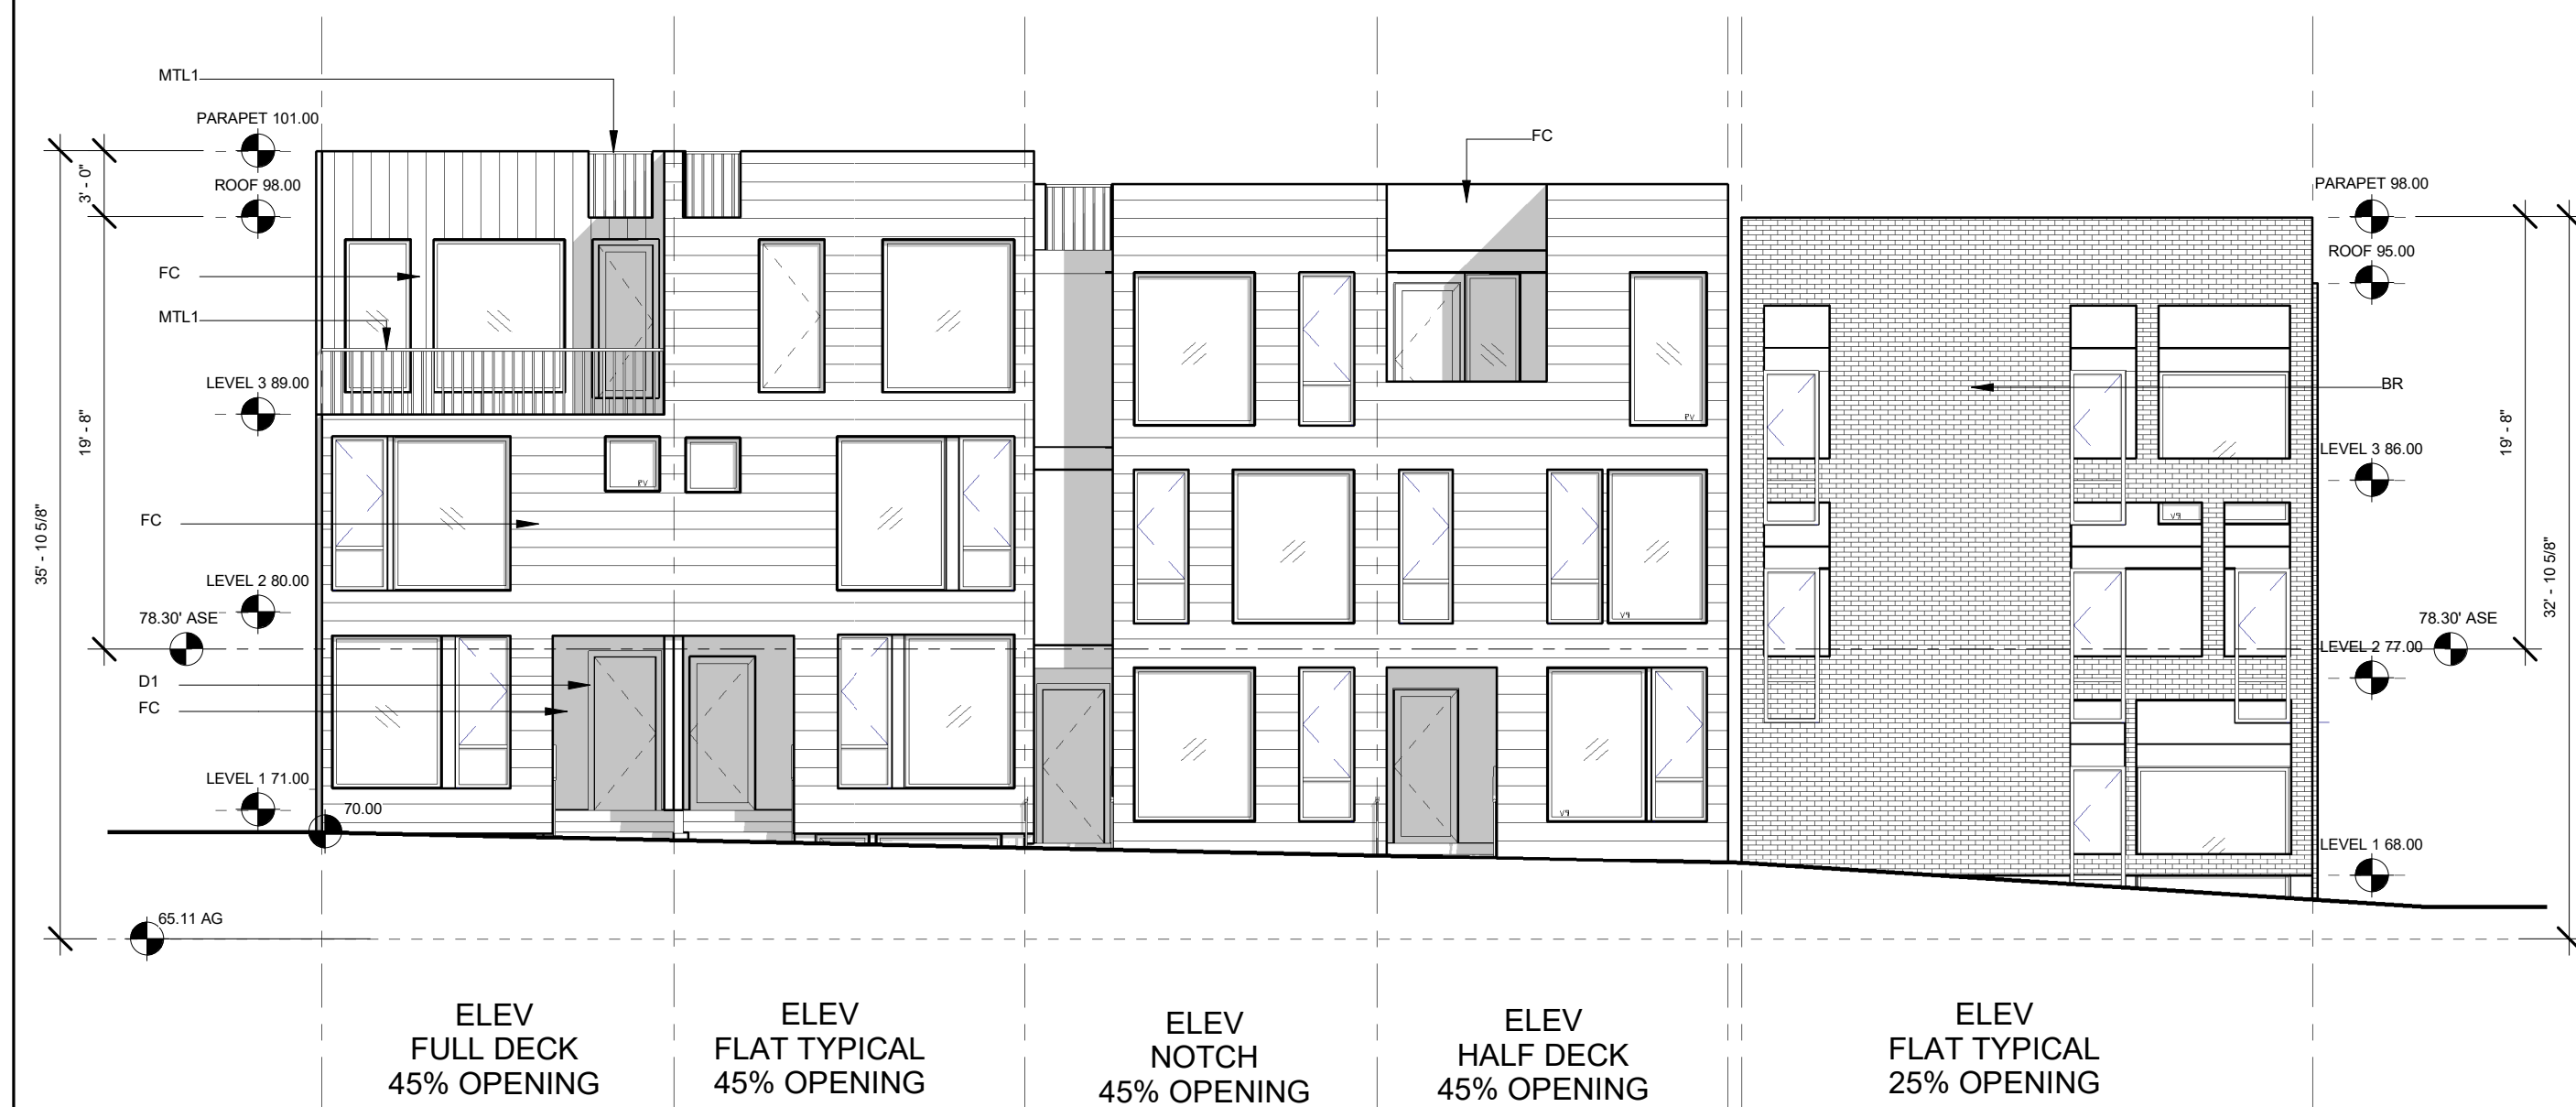 MTL1
PARAPET 101.00
FC
3' - 0"
ROOF 98.00
PARAPET 98.00
ROOF 95.00
FC
MTL1
LEVEL 3 89.00
BR
19' - 8"
19' - 8"
LEVEL 3 86.00
FC
35' - 10 5/8"
32' - 10 5/8"
LEVEL 2 80.00
78.30' ASE
78.30' ASE
LEVEL 2 77.00
D1
FC
LEVEL 1 71.00
70.00
LEVEL 1 68.00
65.11 AG
ELEV
FULL DECK
45% OPENING
ELEV
FLAT TYPICAL
45% OPENING
ELEV
NOTCH
45% OPENING
ELEV
HALF DECK
45% OPENING
ELEV
FLAT TYPICAL
25% OPENING